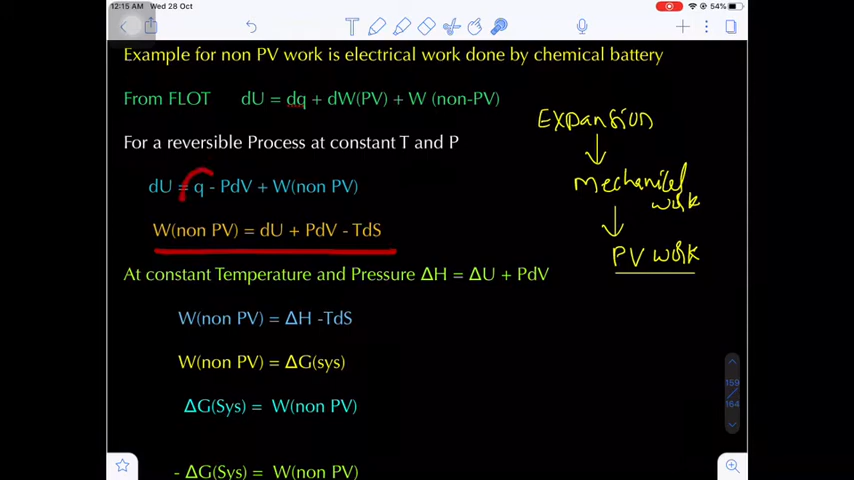 12:15 AM Wed 28 Oct
54%
Example for non PV work is electrical work done by chemical battery
From FLOT dU = dq + dW(PV) + W (non-PV)
For a reversible Process at constant T and P
dU = q - PdV + W(non PV)
W(non PV) = dU + PdV - TdS
At constant Temperature and Pressure ΔH = ΔU + PdV
W(non PV) = ΔH -TdS
W(non PV) = ΔG(sys)
ΔG(Sys) = W(non PV)
- ΔG(Sys) = W(non PV)
Expansion
Mechanical
work
PV work
159
164